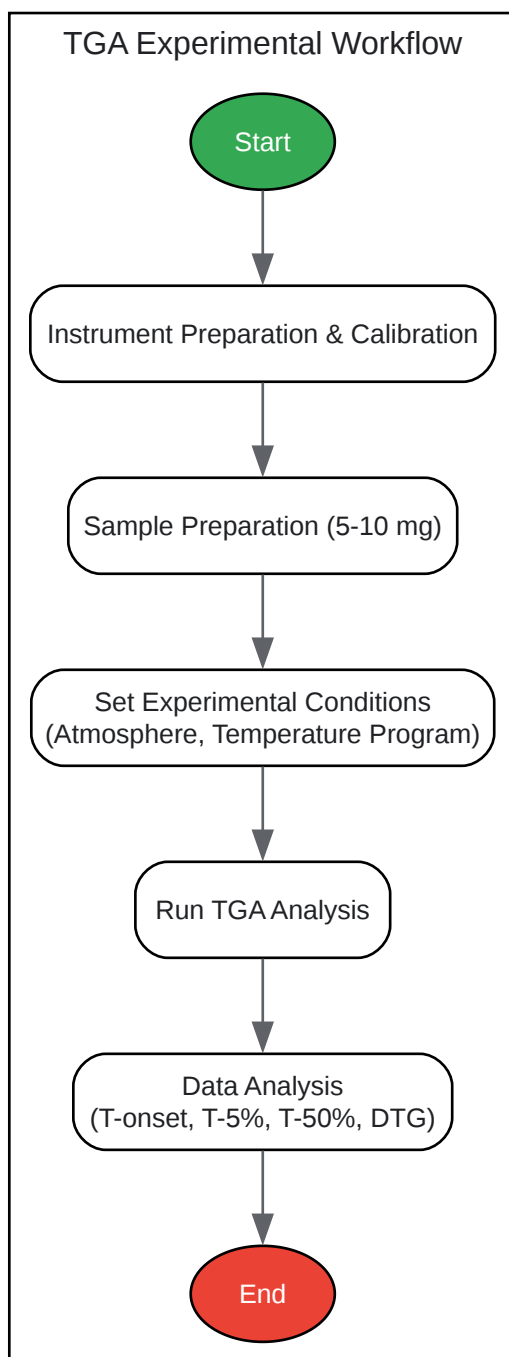 TGA Experimental Workflow
Start
Instrument Preparation & Calibration
Sample Preparation (5-10 mg)
Set Experimental Conditions
(Atmosphere, Temperature Program)
Run TGA Analysis
Data Analysis
(T-onset, T-5%, T-50%, DTG)
End